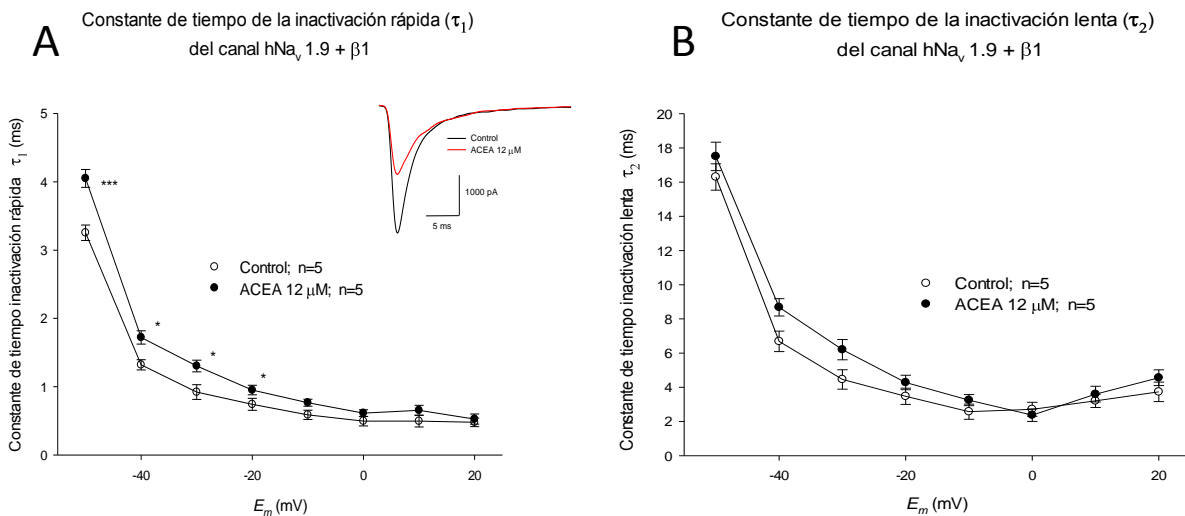 A
Constante de tiempo de la inactivación rápida (τ1)
del canal hNav 1.9 + β1
Constante de tiempo inactivación rápida τ1 (ms)
5
4
3
2
1
0
***
*
*
*
Control
ACEA 12 μM
1000 pA
5 ms
Control; n=5
ACEA 12 μM; n=5
-40
-20
0
20
Em (mV)
B
Constante de tiempo de la inactivación lenta (τ2)
del canal hNav 1.9 + β1
Constante de tiempo inactivación lenta τ2 (ms)
20
18
16
14
12
10
8
6
4
2
0
Control; n=5
ACEA 12 μM; n=5
-40
-20
0
20
Em (mV)